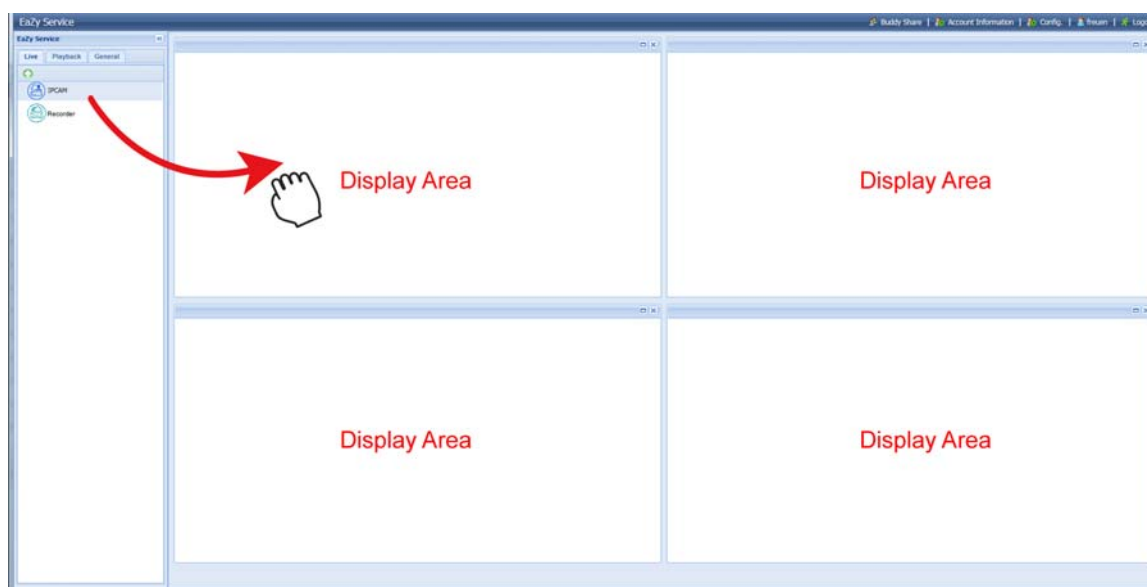 EaZy Service
Buddy Share | Account Information | Config. | freuen |
EaZy Service
Live Playback General
IPCAM
Recorder
Display Area
Display Area
Display Area
Display Area